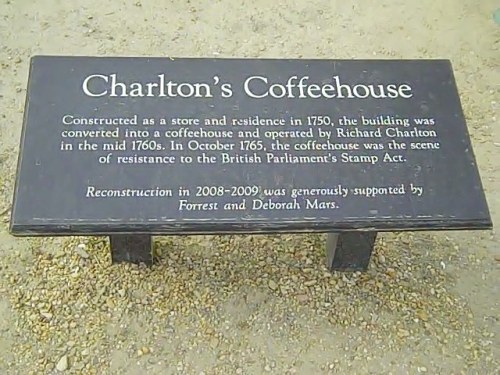 Charlton's Coffeehouse
Constructed as a store and residence in 1750, the building was
converted into a coffeehouse and operated by Richard Charlton
in the mid 1760s. In October 1765, the coffeehouse was the scene
of resistance to the British Parliament's Stamp Act.
Reconstruction in 2008-2009 was generously supported by
Forrest and Deborah Mars.